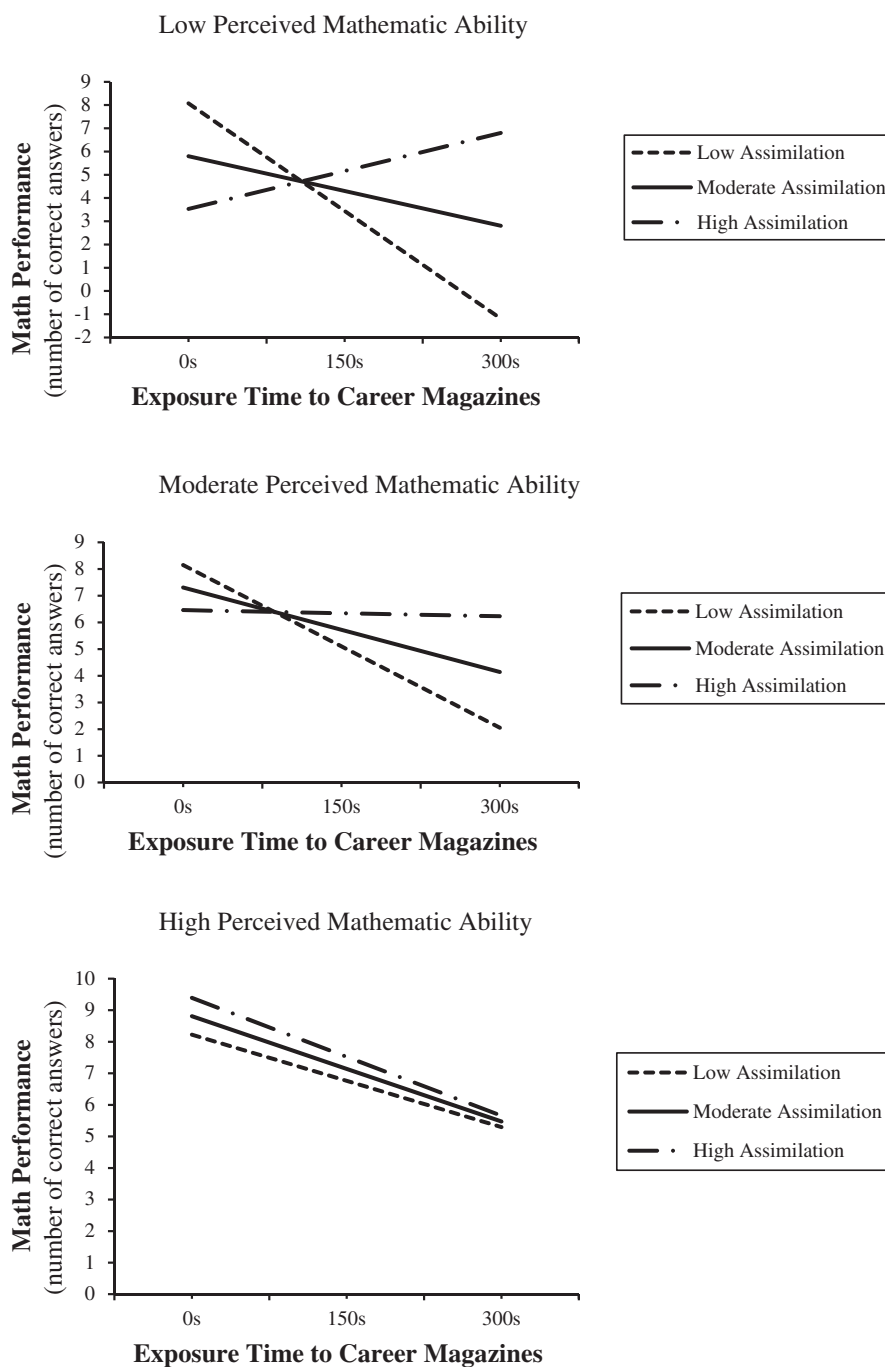 Low Perceived Mathematic Ability
Math Performance
(number of correct answers)
9
8
7
6
5
4
3
2
1
0
-1
-2
0s 150s 300s
Exposure Time to Career Magazines
Low Assimilation
Moderate Assimilation
High Assimilation
Moderate Perceived Mathematic Ability
Math Performance
(number of correct answers)
9
8
7
6
5
4
3
2
1
0
0s 150s 300s
Exposure Time to Career Magazines
Low Assimilation
Moderate Assimilation
High Assimilation
High Perceived Mathematic Ability
Math Performance
(number of correct answers)
10
9
8
7
6
5
4
3
2
1
0
0s 150s 300s
Exposure Time to Career Magazines
Low Assimilation
Moderate Assimilation
High Assimilation